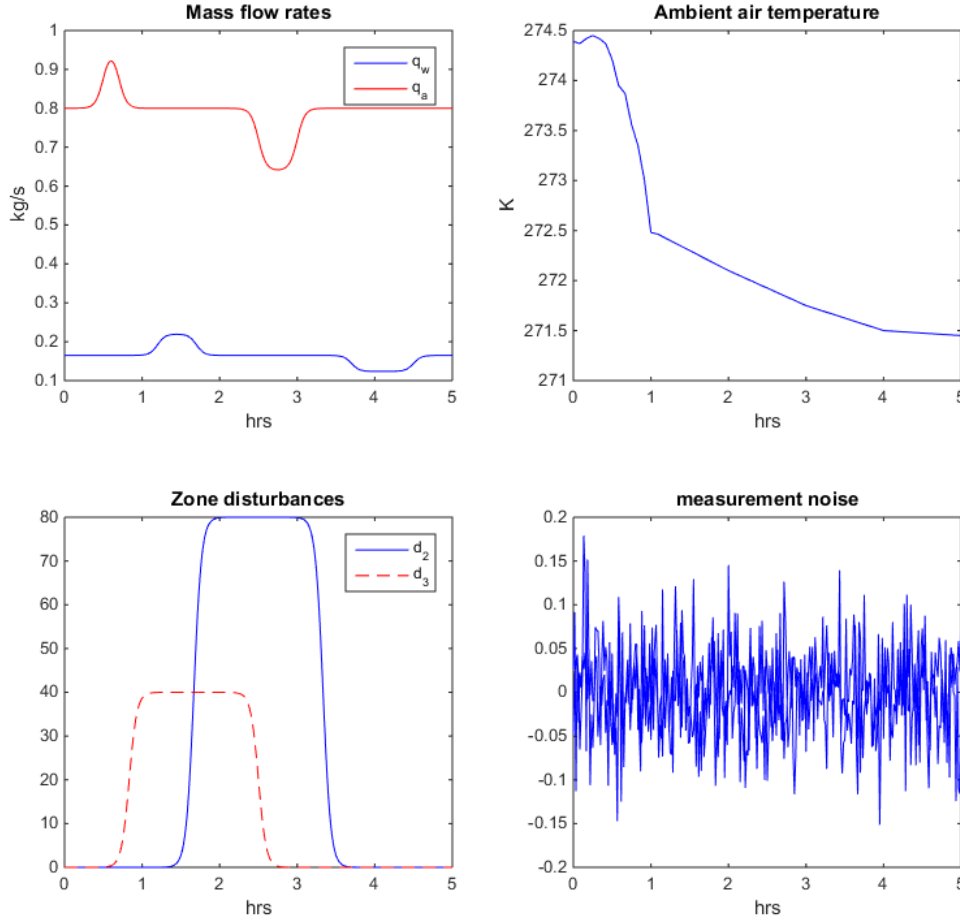 Mass flow rates
1
0.9
0.8
0.7
0.6
0.5
0.4
0.3
0.2
0.1
kg/s
q_w
q_a
0 1 2 3 4 5
hrs
Ambient air temperature
274.5
274
273.5
273
272.5
272
271.5
271
K
0 1 2 3 4 5
hrs
Zone disturbances
80
70
60
50
40
30
20
10
0
d_2
d_3
0 1 2 3 4 5
hrs
measurement noise
0.2
0.15
0.1
0.05
0
-0.05
-0.1
-0.15
-0.2
0 1 2 3 4 5
hrs